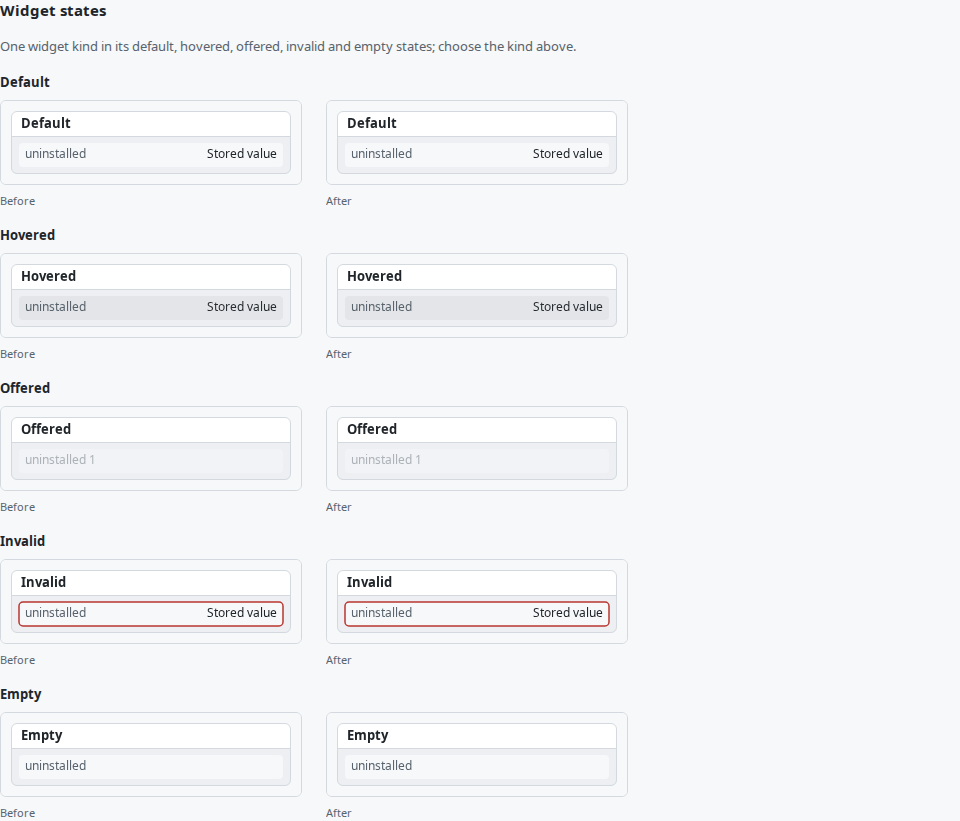 Widget states
One widget kind in its default, hovered, offered, invalid and empty states; choose the kind above.
Default
Default
uninstalled Stored value
Before
Default
uninstalled Stored value
After
Hovered
Hovered
uninstalled Stored value
Before
Hovered
uninstalled Stored value
After
Offered
Offered
uninstalled 1
Before
Offered
uninstalled 1
After
Invalid
Invalid
uninstalled Stored value
Before
Invalid
uninstalled Stored value
After
Empty
Empty
uninstalled
Before
Empty
uninstalled
After